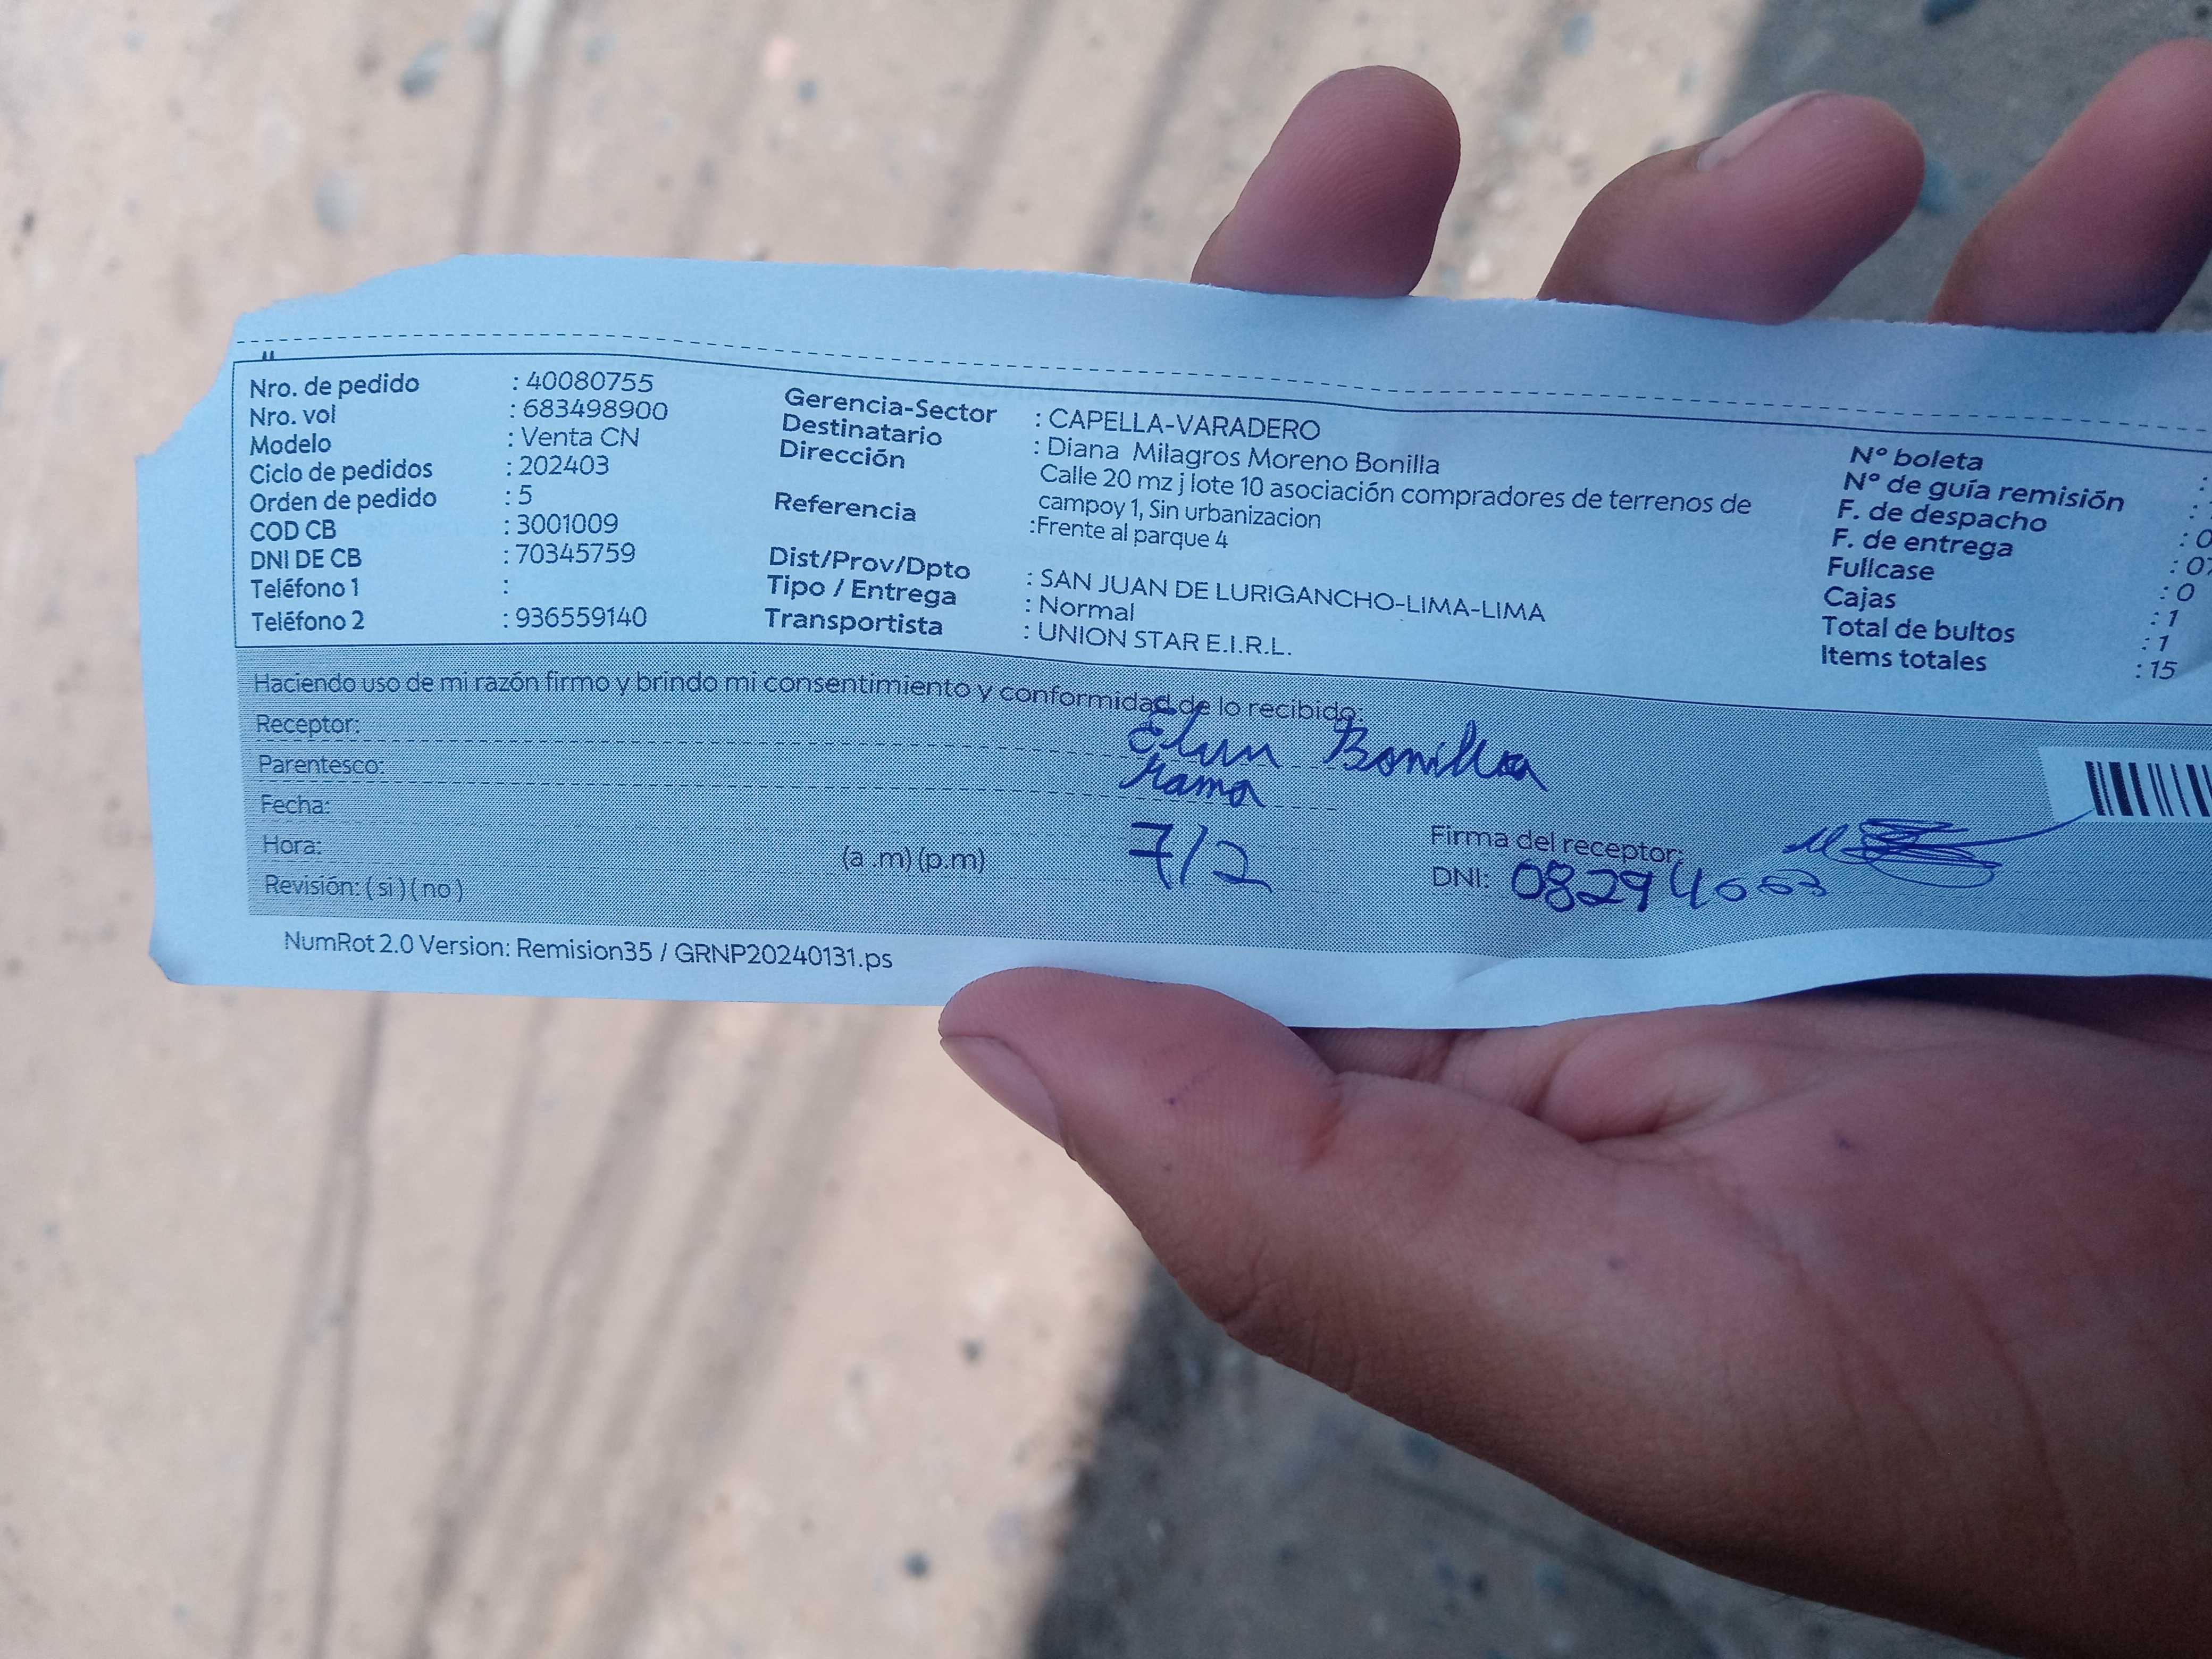 Nro. de pedido : 40080755
Nro. vol : 683498900
Modelo : Venta CN
Ciclo de pedidos : 202403
Orden de pedido : 5
COD CB : 3001009
DNI DE CB : 70345759
Teléfono 1 :
Teléfono 2 : 936559140
Gerencia-Sector : CAPELLA-VARADERO
Destinatario : Diana Milagros Moreno Bonilla
Dirección Calle 20 mz j lote 10 asociación compradores de terrenos de
campoy 1, Sin urbanizacion
Referencia :Frente al parque 4
Dist/Prov/Dpto : SAN JUAN DE LURIGANCHO-LIMA-LIMA
Tipo / Entrega : Normal
Transportista : UNION STAR E.I.R.L.
N° boleta :
N° de guía remisión :
F. de despacho : 0
F. de entrega : 07
Fullcase : 0
Cajas : 1
Total de bultos : 1
Items totales : 15
Haciendo uso de mi razón firmo y brindo mi consentimiento y conformidad de lo recibido:
Receptor: Bonilla
Parentesco: mama
Fecha:
Hora: (a .m) (p.m) 7/2
Revisión: ( si ) ( no )
Firma del receptor:
DNI:
NumRot 2.0 Version: Remision35 / GRNP20240131.ps